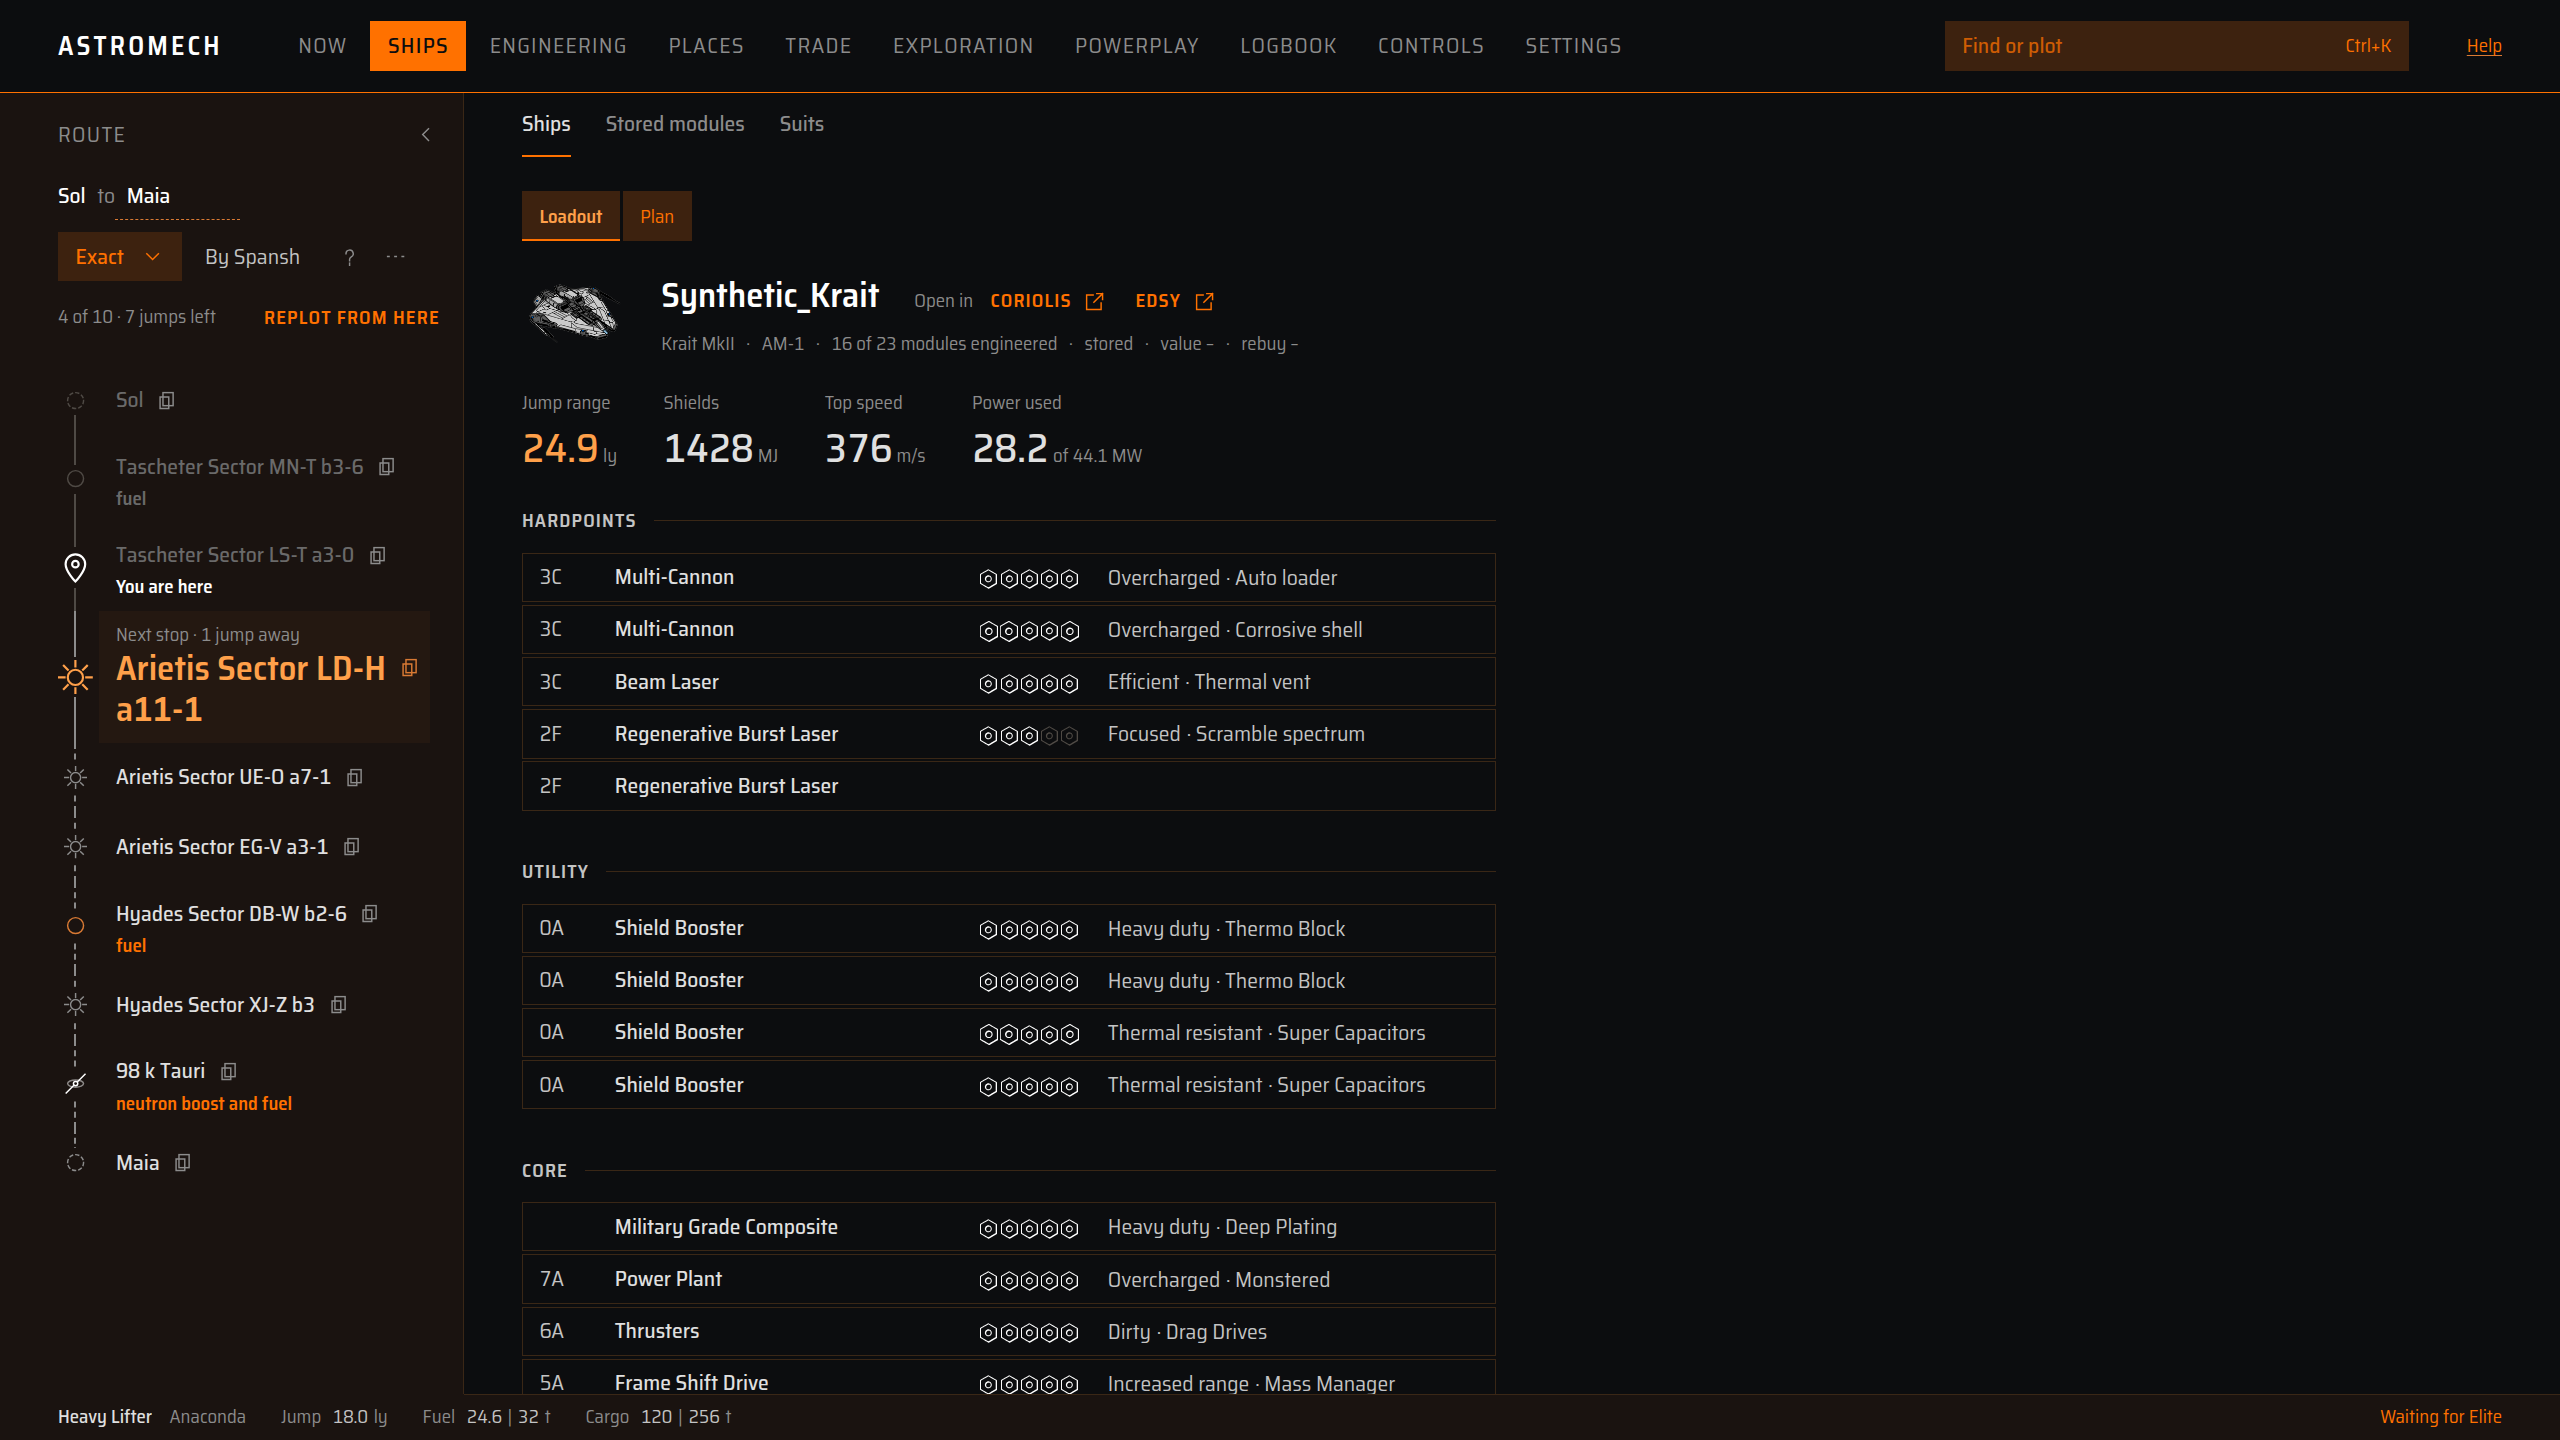 ASTROMECH NOW SHIPS ENGINEERING PLACES TRADE EXPLORATION POWERPLAY LOGBOOK CONTROLS SETTINGS Find or plot Ctrl+K Help
ROUTE
Sol to Maia
Exact By Spansh ? ...
4 of 10 · 7 jumps left REPLOT FROM HERE
Sol
Tascheter Sector MN-T b3-6
fuel
Tascheter Sector LS-T a3-0
You are here
Next stop · 1 jump away
Arietis Sector LD-H
a11-1
Arietis Sector UE-O a7-1
Arietis Sector EG-V a3-1
Hyades Sector DB-W b2-6
fuel
Hyades Sector XJ-Z b3
98 k Tauri
neutron boost and fuel
Maia
Ships Stored modules Suits
Loadout Plan
Synthetic_Krait Open in CORIOLIS EDSY
Krait MkII · AM-1 · 16 of 23 modules engineered · stored · value – · rebuy –
Jump range Shields Top speed Power used
24.9 ly 1428 MJ 376 m/s 28.2 of 44.1 MW
HARDPOINTS
3C Multi-Cannon Overcharged · Auto loader
3C Multi-Cannon Overcharged · Corrosive shell
3C Beam Laser Efficient · Thermal vent
2F Regenerative Burst Laser Focused · Scramble spectrum
2F Regenerative Burst Laser
UTILITY
0A Shield Booster Heavy duty · Thermo Block
0A Shield Booster Heavy duty · Thermo Block
0A Shield Booster Thermal resistant · Super Capacitors
0A Shield Booster Thermal resistant · Super Capacitors
CORE
Military Grade Composite Heavy duty · Deep Plating
7A Power Plant Overcharged · Monstered
6A Thrusters Dirty · Drag Drives
5A Frame Shift Drive Increased range · Mass Manager
Heavy Lifter Anaconda Jump 18.0 ly Fuel 24.6 | 32 t Cargo 120 | 256 t Waiting for Elite